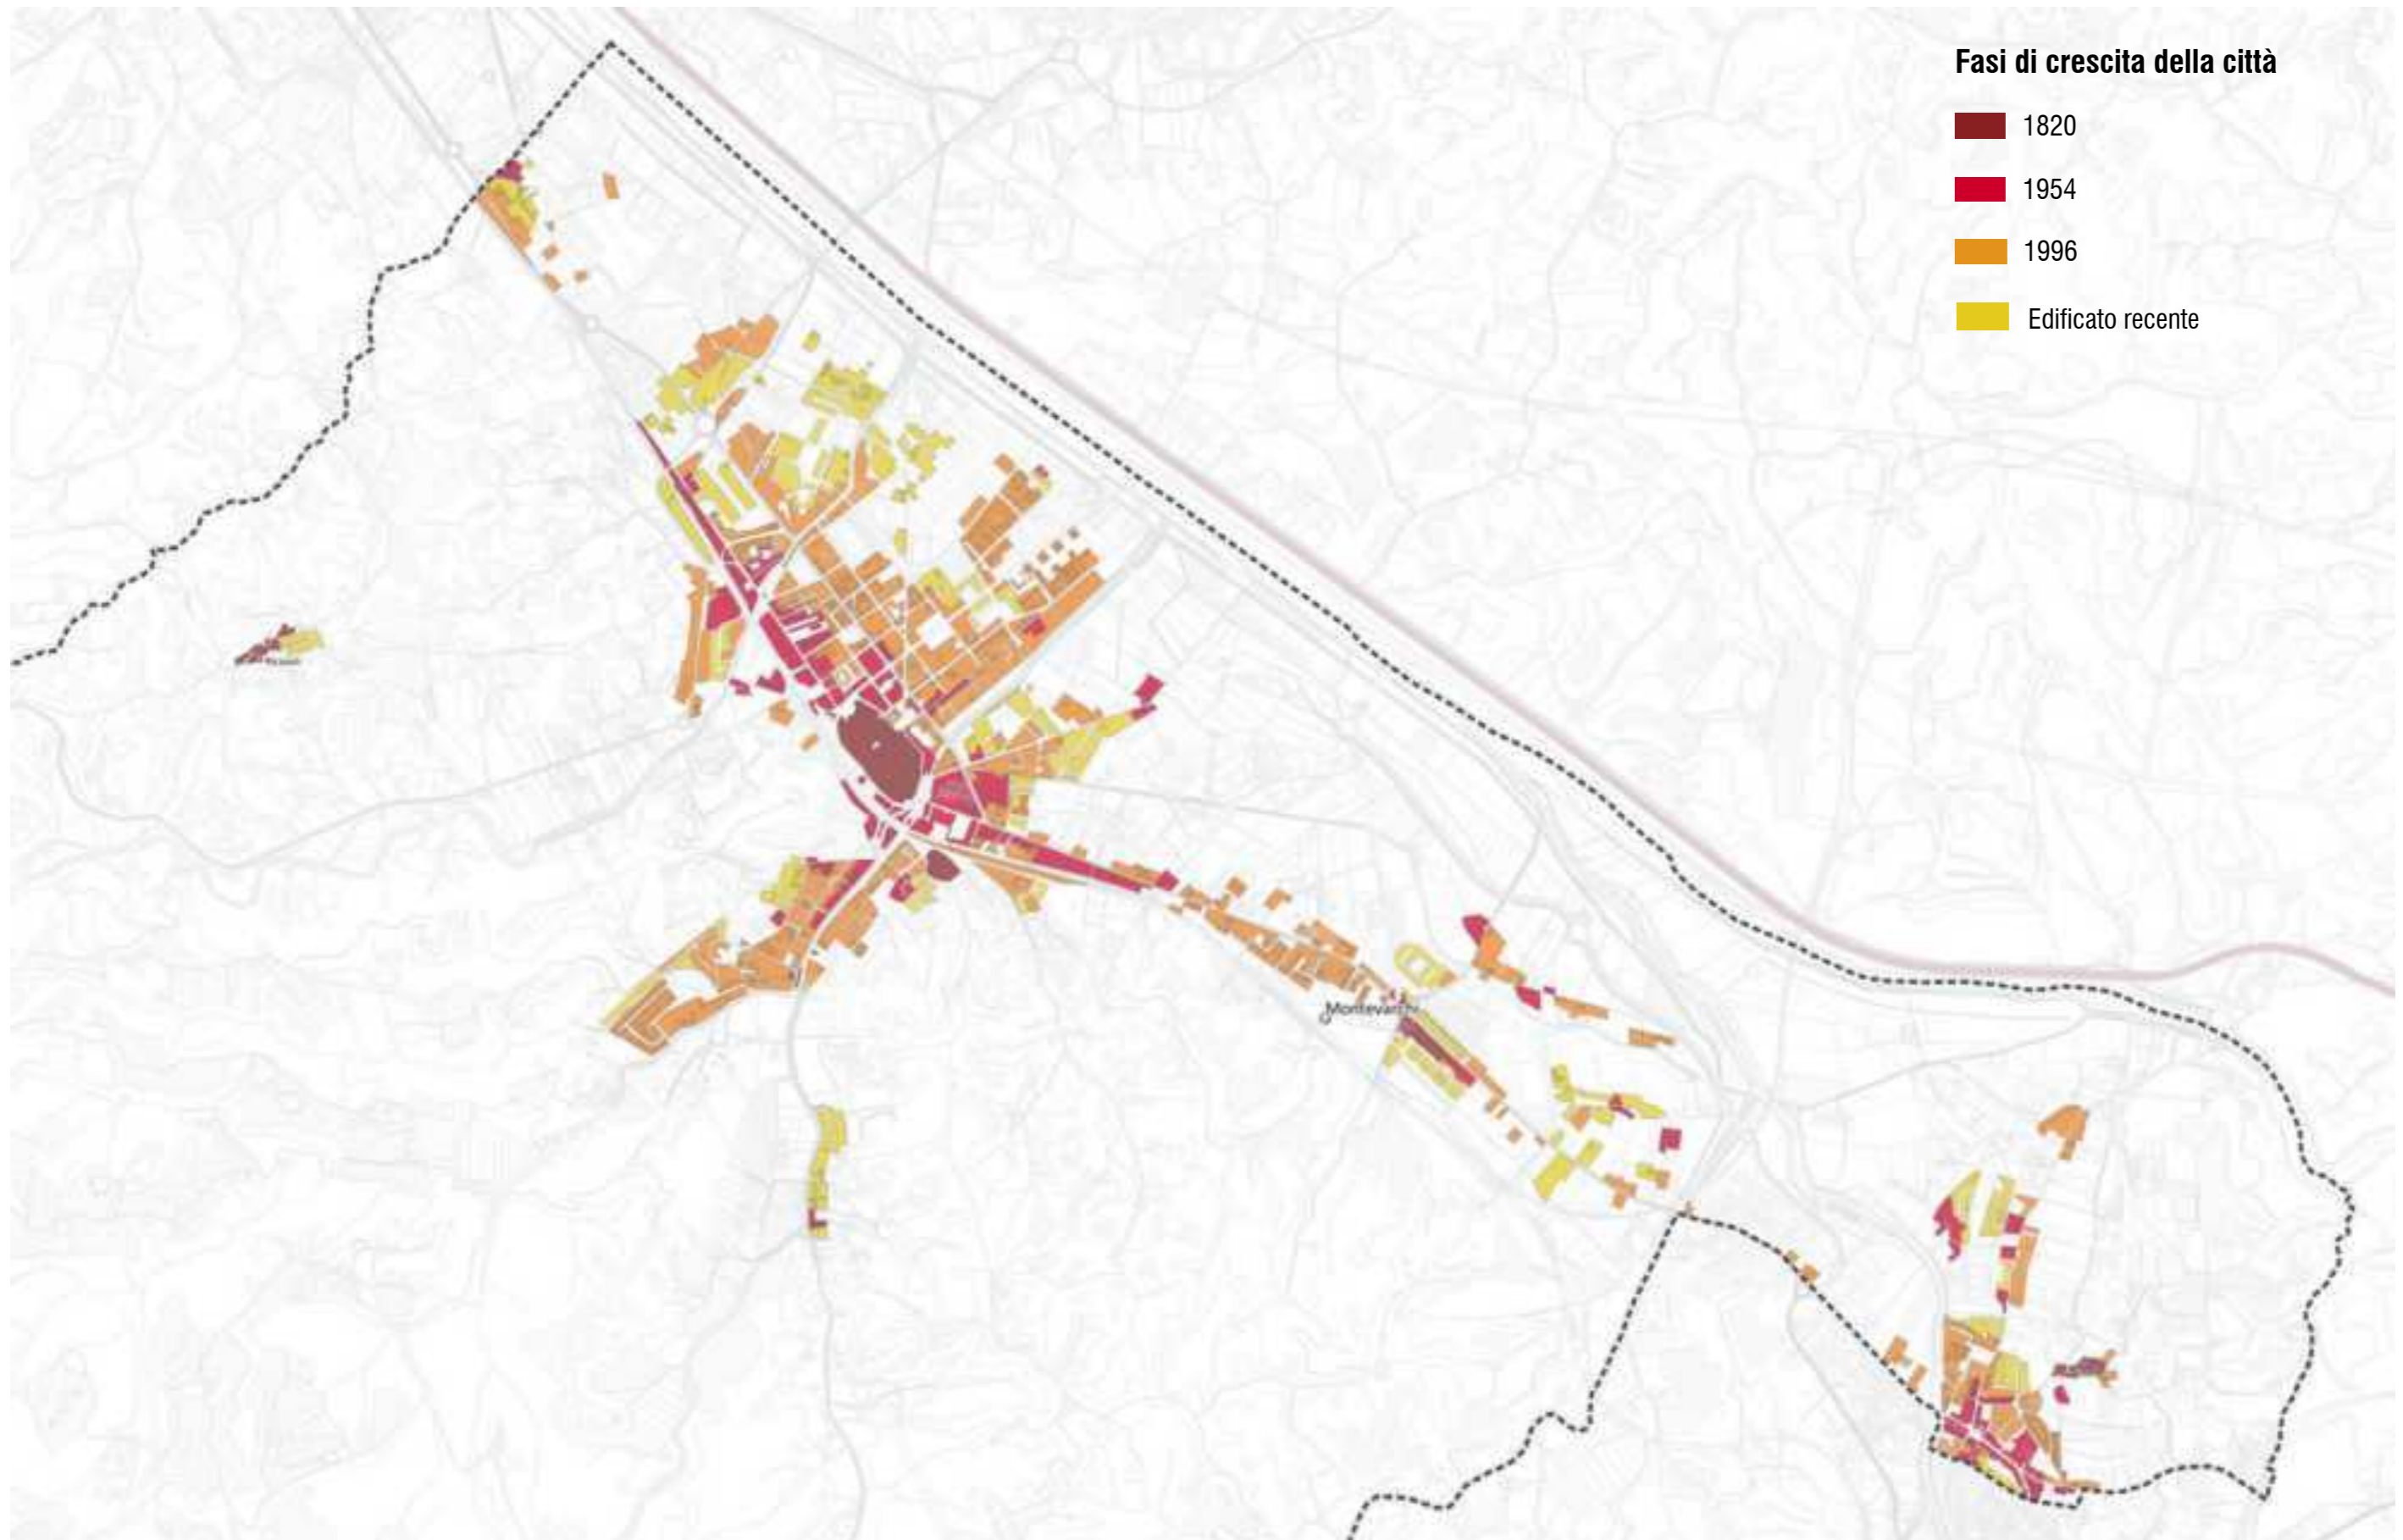 Fasi di crescita della città
1820
1954
1996
Edificato recente
Montevarchi